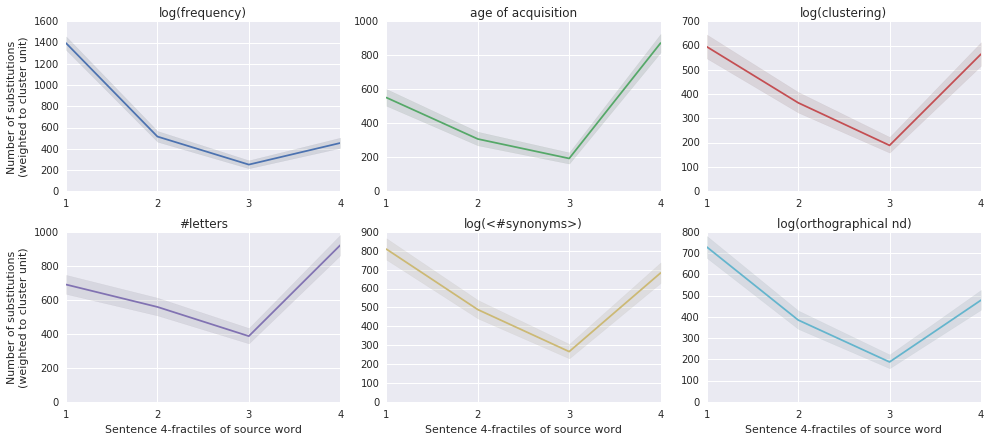 log(frequency)
age of acquisition
log(clustering)
Number of substitutions
(weighted to cluster unit)
1600
1400
1200
1000
800
600
400
200
0
1 2 3 4
1000
800
600
400
200
0
1 2 3 4
700
600
500
400
300
200
100
0
1 2 3 4
#letters
log(<#synonyms>)
log(orthographical nd)
Number of substitutions
(weighted to cluster unit)
1000
800
600
400
200
0
1 2 3 4
Sentence 4-fractiles of source word
900
800
700
600
500
400
300
200
100
0
1 2 3 4
Sentence 4-fractiles of source word
800
700
600
500
400
300
200
100
0
1 2 3 4
Sentence 4-fractiles of source word